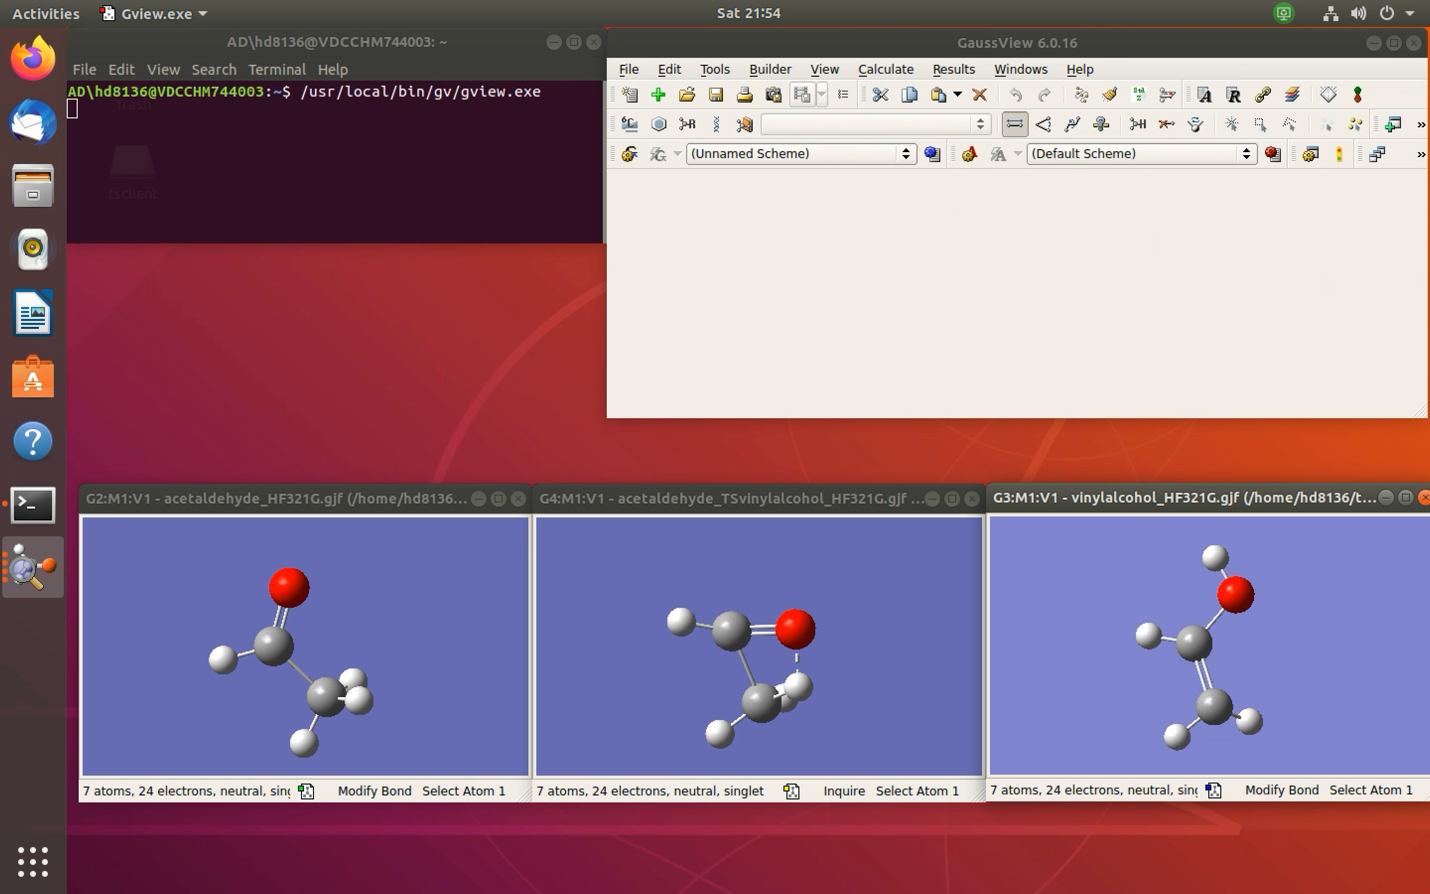 Activities Gview.exe Sat 21:54
AD\hd8136@VDCCHM744003: ~
File Edit View Search Terminal Help
AD\hd8136@VDCCHM744003:~$ /usr/local/bin/gv/gview.exe
Trash
tsclient
GaussView 6.0.16
File Edit Tools Builder View Calculate Results Windows Help
(Unnamed Scheme) (Default Scheme)
G2:M1:V1 - acetaldehyde_HF321G.gjf (/home/hd8136...
7 atoms, 24 electrons, neutral, sing Modify Bond Select Atom 1
G4:M1:V1 - acetaldehyde_TSvinylalcohol_HF321G.gjf ...
7 atoms, 24 electrons, neutral, singlet Inquire Select Atom 1
G3:M1:V1 - vinylalcohol_HF321G.gjf (/home/hd8136/t...
7 atoms, 24 electrons, neutral, sing Modify Bond Select Atom 1